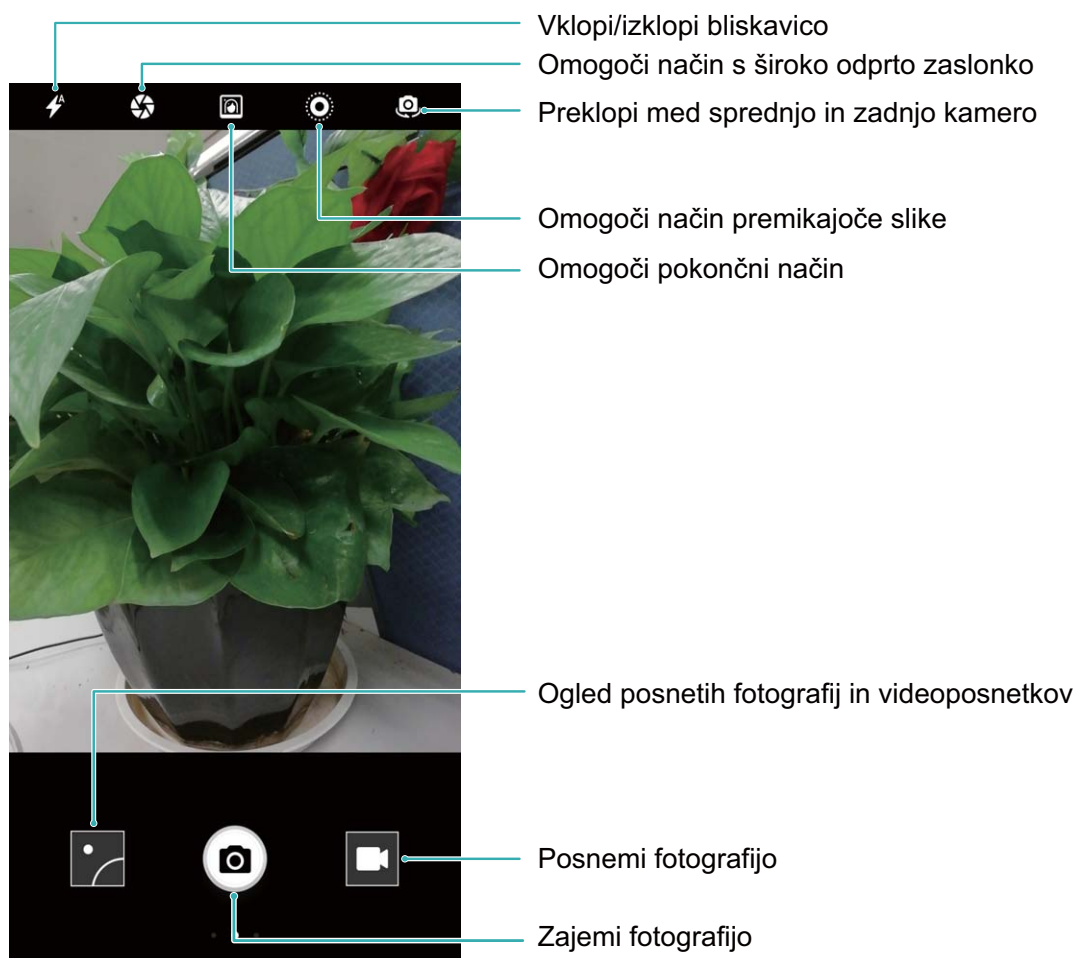 Vklopi/izklopi bliskavico
Omogoči način s široko odprto zaslonko
Preklopi med sprednjo in zadnjo kamero
Omogoči način premikajoče slike
Omogoči pokončni način
Ogled posnetih fotografij in videoposnetkov
Posnemi fotografijo
Zajemi fotografijo